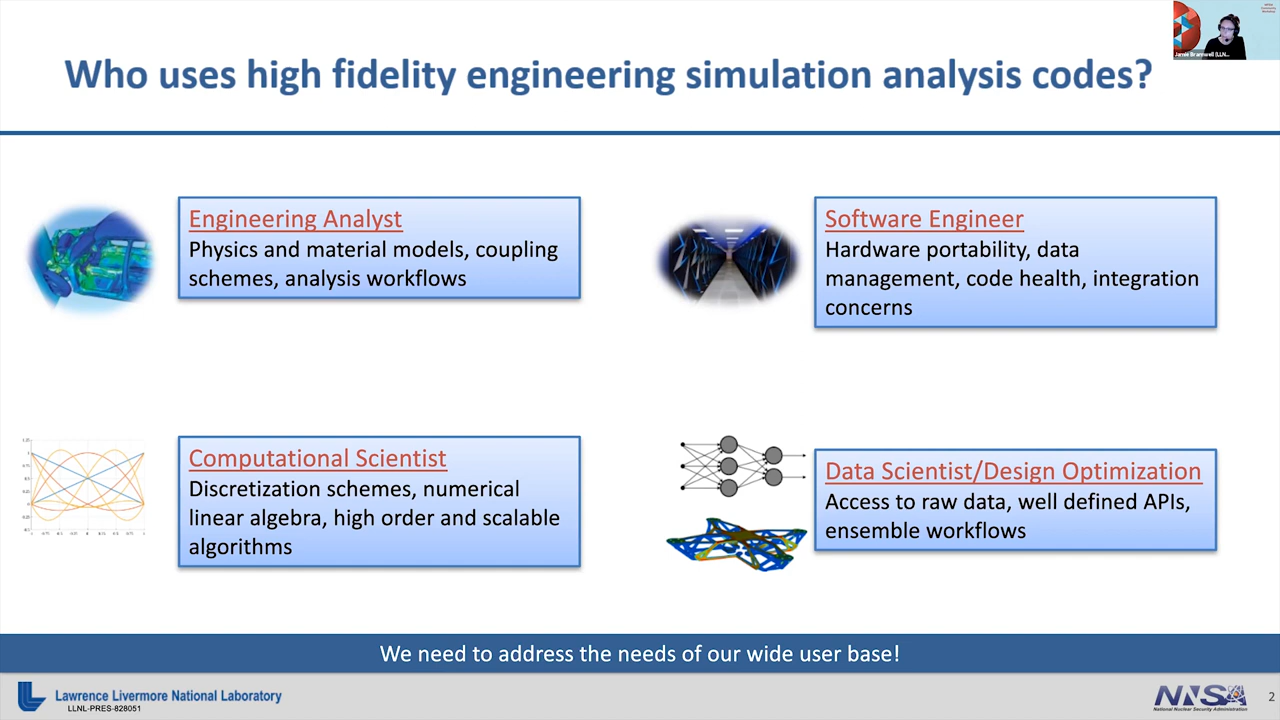 Who uses high fidelity engineering simulation analysis codes?
Jamie Bramwell (LLN...
Engineering Analyst
Physics and material models, coupling
schemes, analysis workflows
Software Engineer
Hardware portability, data
management, code health, integration
concerns
Computational Scientist
Discretization schemes, numerical
linear algebra, high order and scalable
algorithms
Data Scientist/Design Optimization
Access to raw data, well defined APIs,
ensemble workflows
We need to address the needs of our wide user base!
Lawrence Livermore National Laboratory
LLNL-PRES-828051
NNSA
National Nuclear Security Administration
2